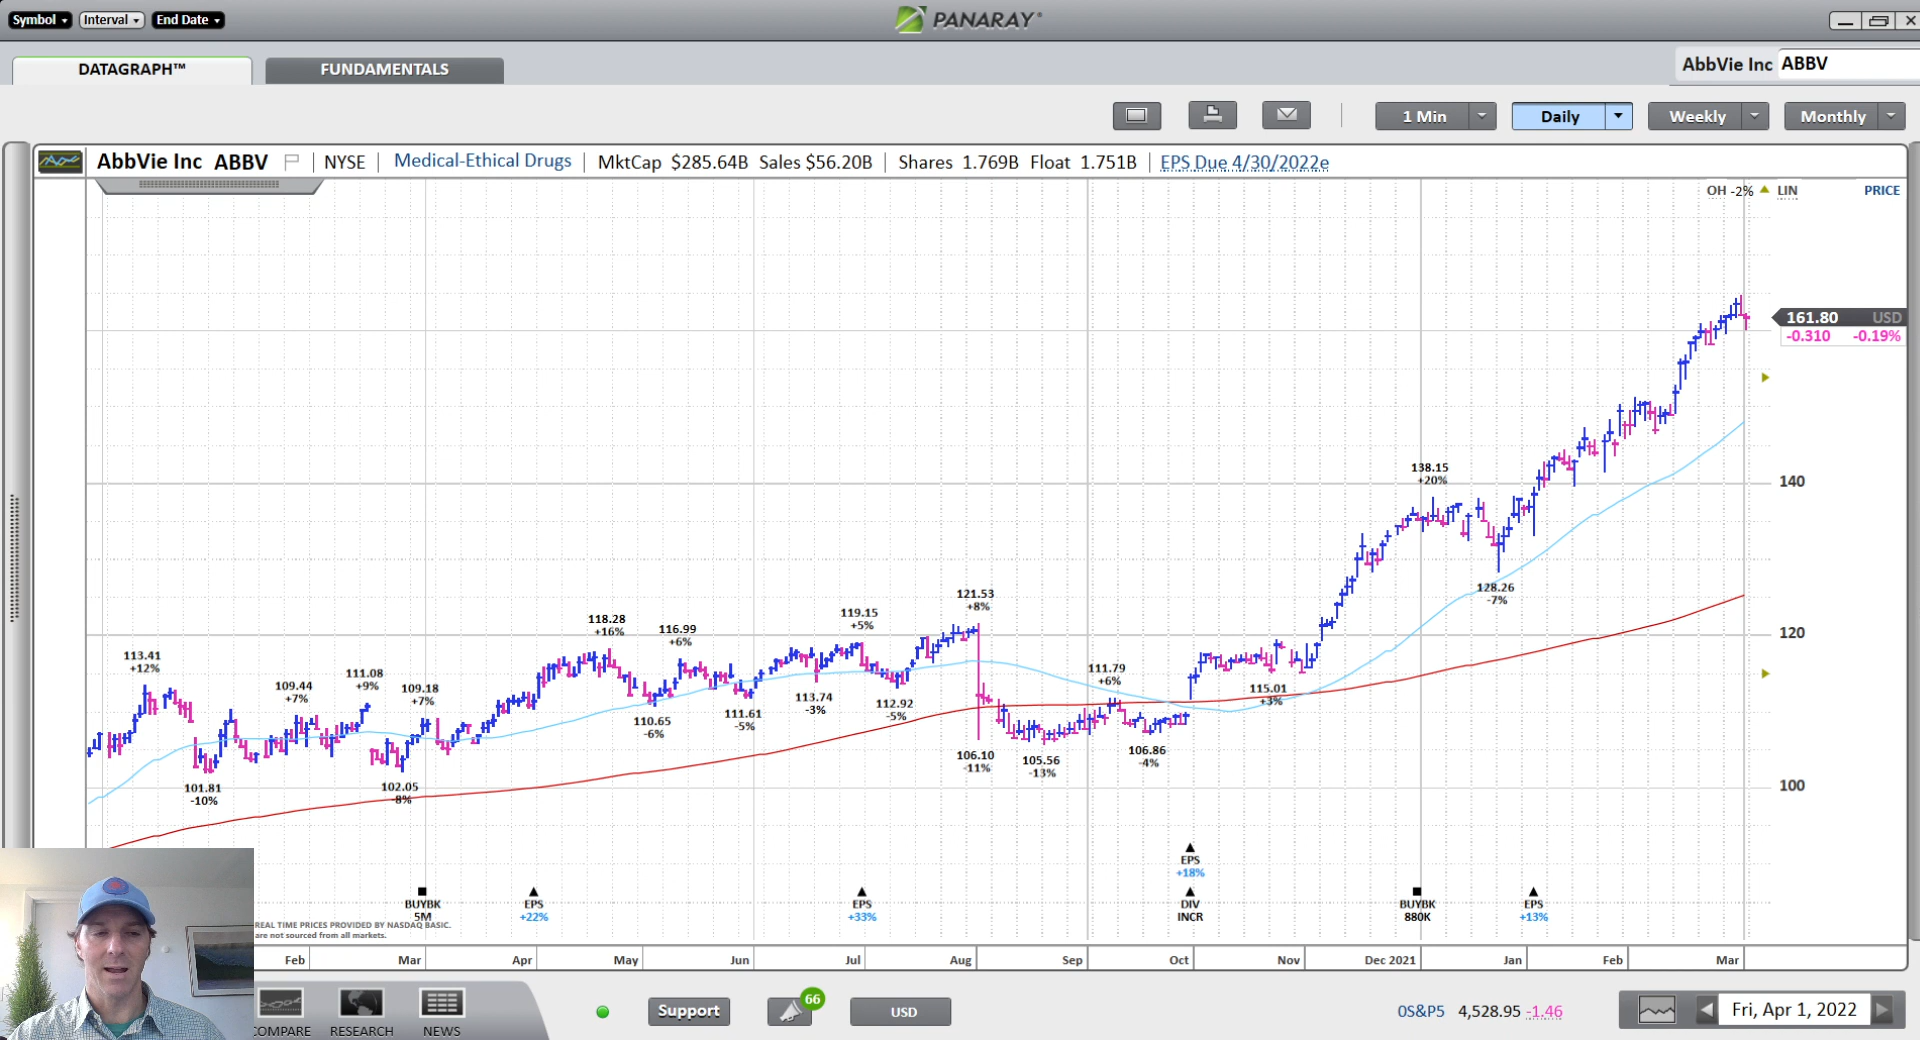 Symbol Interval End Date
PANARAY
DATAGRAPH™ FUNDAMENTALS
AbbVie Inc ABBV
1 Min Daily Weekly Monthly
AbbVie Inc ABBV NYSE Medical-Ethical Drugs MktCap $285.64B Sales $56.20B Shares 1.769B Float 1.751B EPS Due 4/30/2022e
OH -2% LIN PRICE
161.80 USD
-0.310 -0.19%
138.15
+20%
140
128.26
-7%
121.53
+8%
118.28
+16%
116.99
+6%
119.15
+5%
120
113.41
+12%
109.44
+7%
111.08
+9%
109.18
+7%
111.79
+6%
115.01
+3%
110.65
-6%
111.61
-5%
113.74
-3%
112.92
-5%
106.10
-11%
105.56
-13%
106.86
-4%
101.81
-10%
102.05
-8%
100
EPS
+18%
BUYBK
5M
EPS
+22%
EPS
+33%
DIV
INCR
BUYBK
880K
EPS
+13%
REAL TIME PRICES PROVIDED BY NASDAQ BASIC.
are not sourced from all markets.
Feb Mar Apr May Jun Jul Aug Sep Oct Nov Dec 2021 Jan Feb Mar
COMPARE RESEARCH NEWS
Support 66 USD
0S&P5 4,528.95 -1.46
Fri, Apr 1, 2022